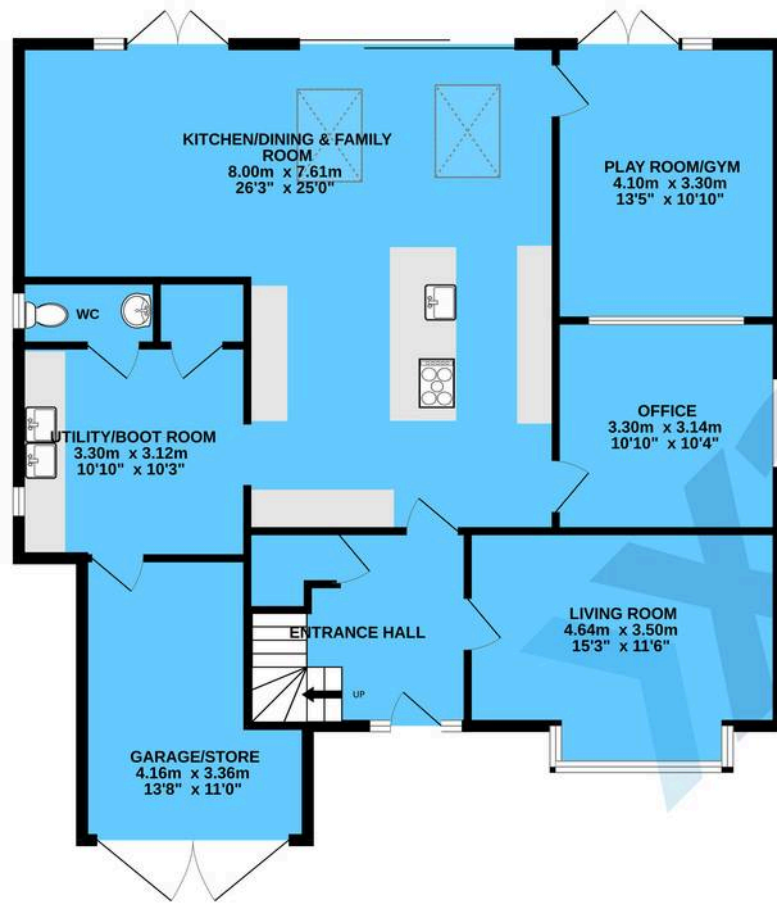 KITCHEN/DINING & FAMILY
ROOM
8.00m x 7.61m
26'3" x 25'0"
PLAY ROOM/GYM
4.10m x 3.30m
13'5" x 10'10"
WC
UTILITY/BOOT ROOM
3.30m x 3.12m
10'10" x 10'3"
OFFICE
3.30m x 3.14m
10'10" x 10'4"
ENTRANCE HALL
LIVING ROOM
4.64m x 3.50m
15'3" x 11'6"
UP
GARAGE/STORE
4.16m x 3.36m
13'8" x 11'0"